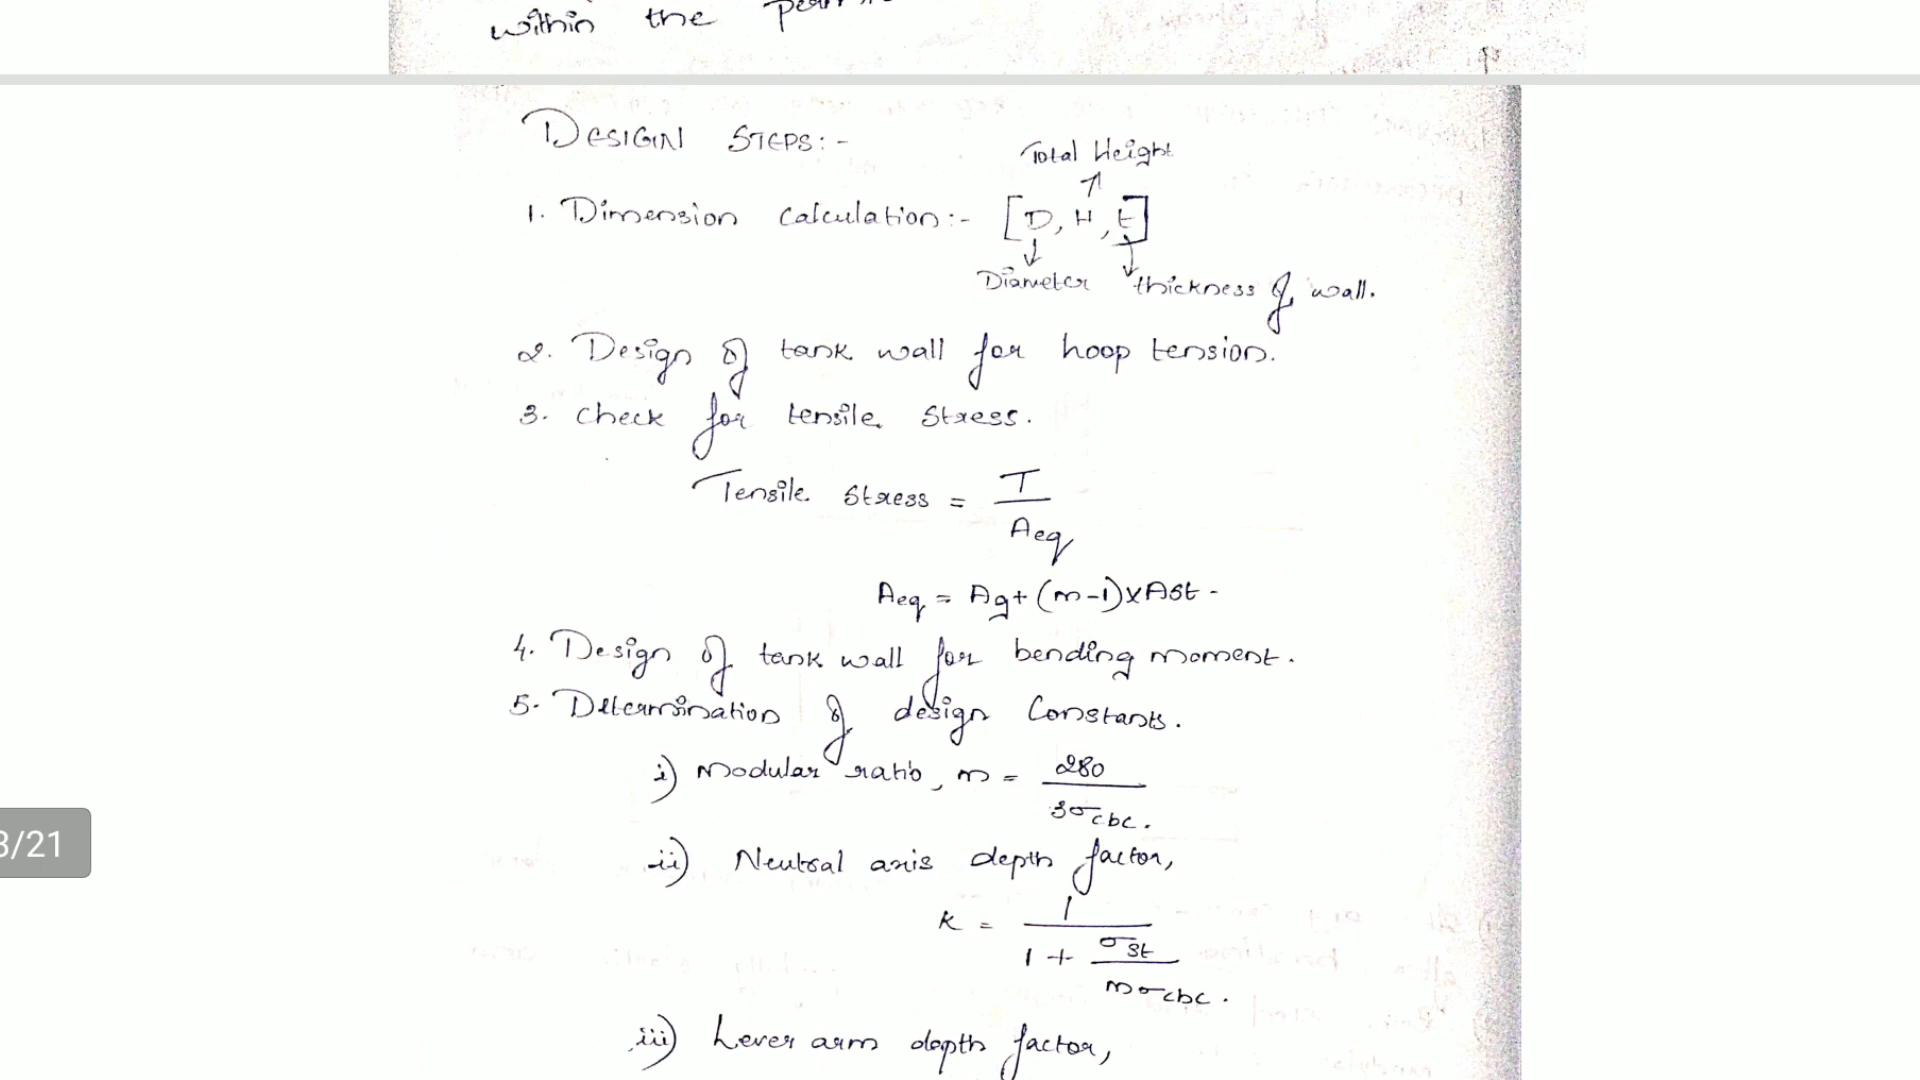 within the
DESIGN STEPS:-
Total Height
1. Dimension calculation:- [D, H, t]
Diameter thickness of wall.
2. Design of tank wall for hoop tension.
3. check for tensile stress.
Tensile stress = T
Aeq
Aeq = Ag + (m-1) x Ast -
4. Design of tank wall for bending moment.
5. Determination of design Constants.
i) Modular ratio, m = 280
3σcbc.
ii) Neutral axis depth factor,
k = 1
1 + σst
mσcbc.
iii) Lever arm depth factor,
3/21